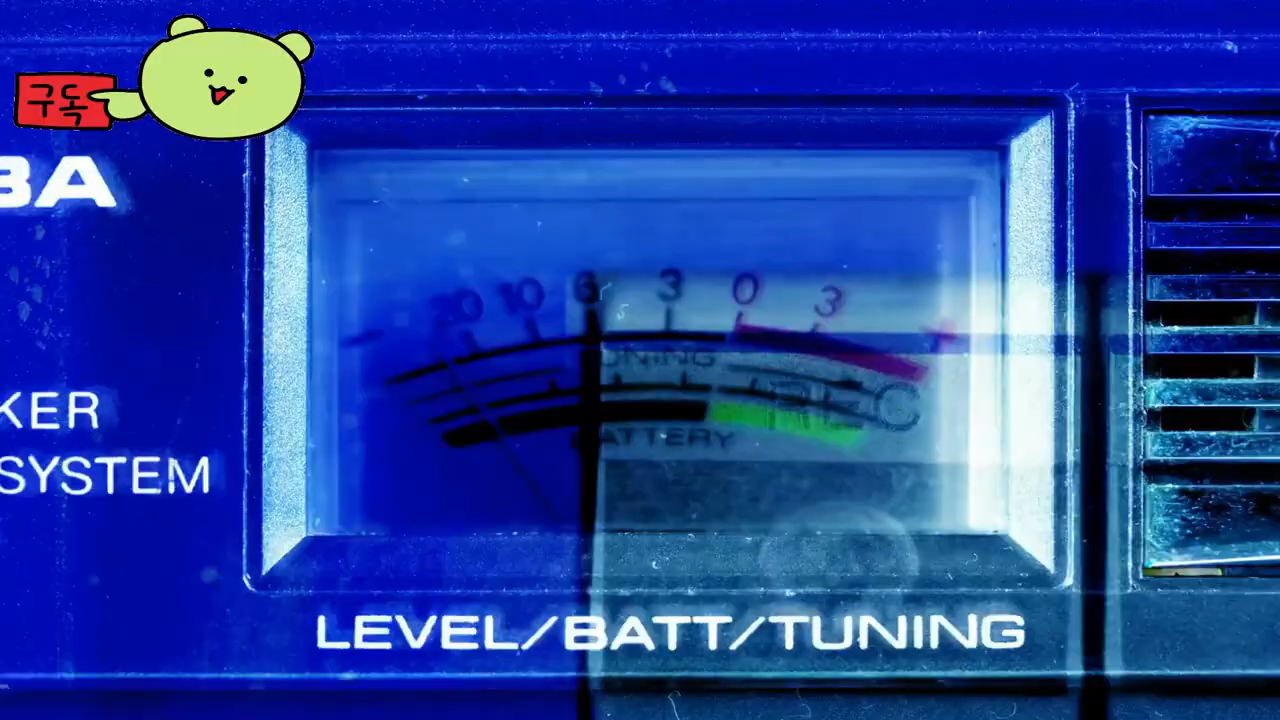 구독
BA
20 10 6 3 0 3 +
TUNING
REC
BATTERY
KER
SYSTEM
LEVEL/BATT/TUNING